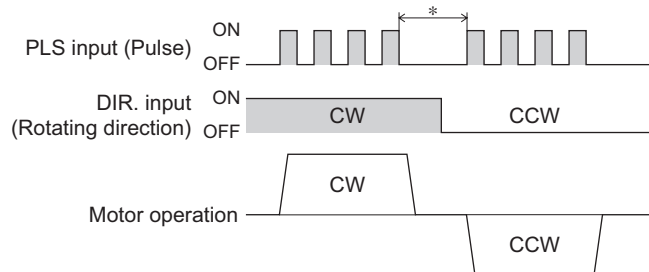 PLS input (Pulse)
ON
OFF
*
DIR. input
(Rotating direction)
ON
OFF
CW
CCW
Motor operation
CW
CCW